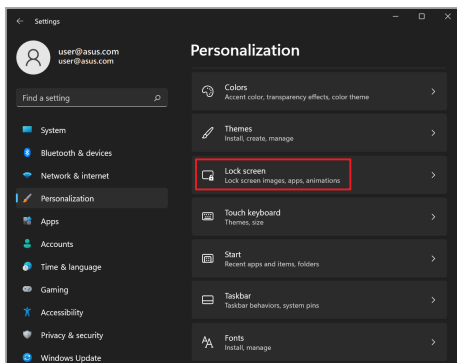 Settings
user@asus.com
user@asus.com
Find a setting
System
Bluetooth & devices
Network & internet
Personalization
Apps
Accounts
Time & language
Gaming
Accessibility
Privacy & security
Windows Update
Personalization
Colors
Accent color, transparency effects, color theme
Themes
Install, create, manage
Lock screen
Lock screen images, apps, animations
Touch keyboard
Themes, size
Start
Recent apps and items, folders
Taskbar
Taskbar behaviors, system pins
Fonts
Install, manage